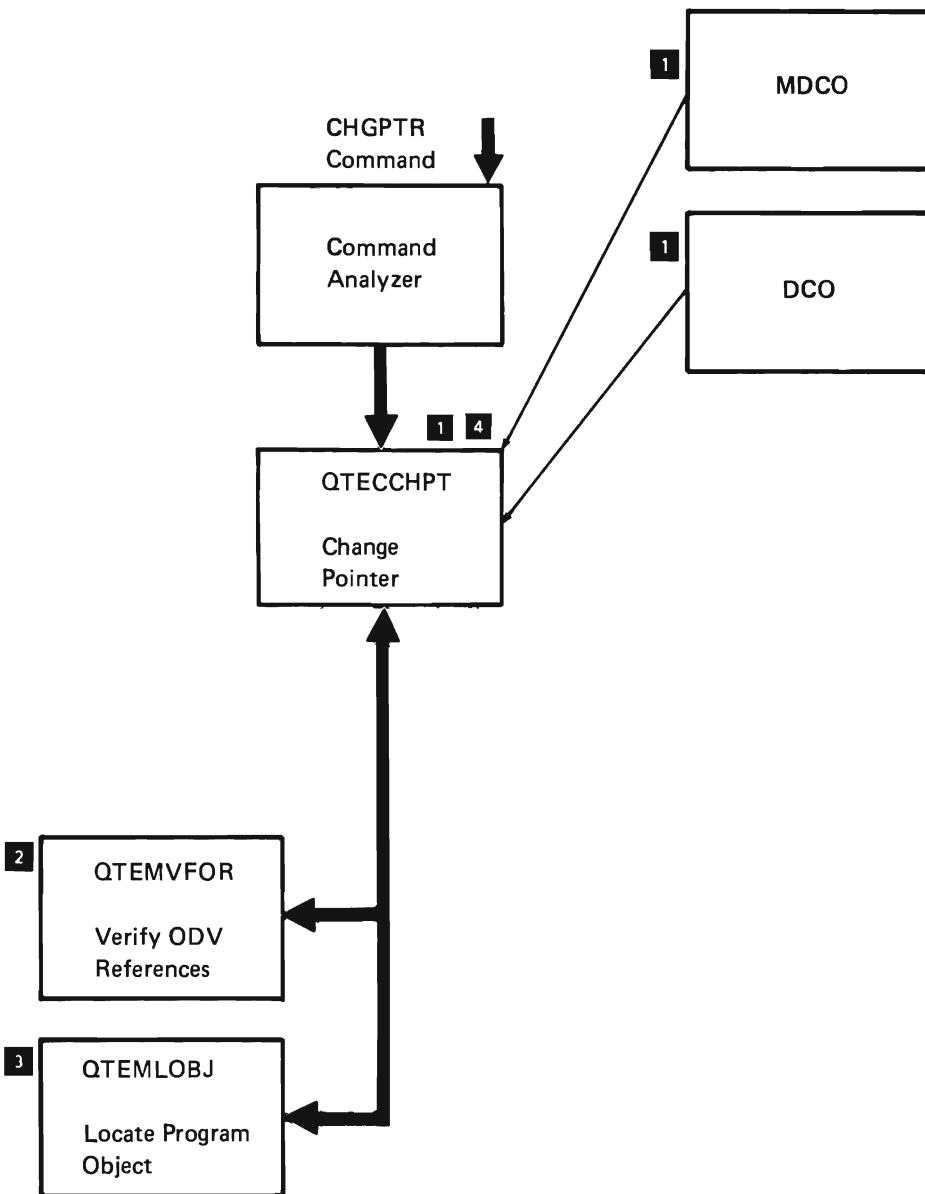 1
MDCO
CHGPTR
Command
1
DCO
Command
Analyzer
1 4
QTECCHPT
Change
Pointer
2
QTEMVFOR
Verify ODV
References
3
QTEMLOBJ
Locate Program
Object